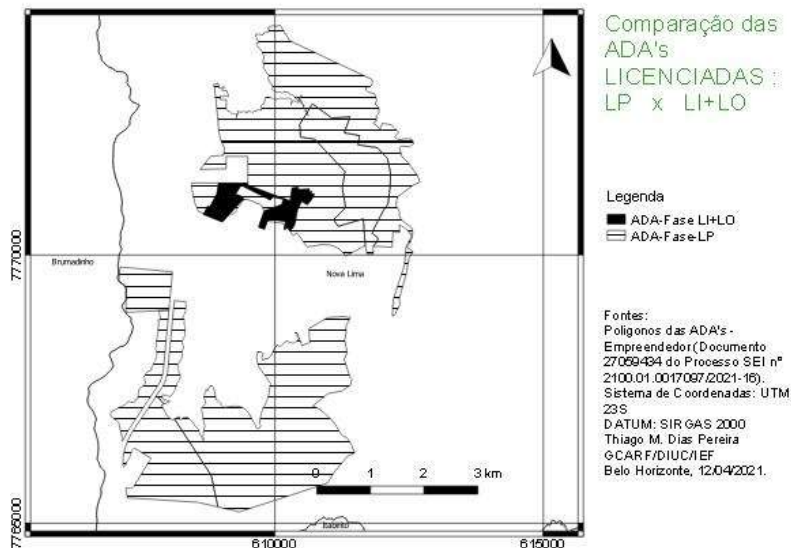 Comparação das
ADA's
LICENCIADAS :
LP x LI+LO
Legenda
ADA-Fase LI+LO
ADA-Fase-LP
Fontes:
Poligonos das ADA's -
Empreendedor (Documento
27059434 do Processo SEI nº
2100.01.0017097/2021-16).
Sistema de Coordenadas: UTM
23S
DATUM: SIRGAS 2000
Thiago M. Dias Pereira
GCARF/DIUC/IEF
Belo Horizonte, 12/04/2021.
7770000
Brumadinho
Nova Lima
0 1 2 3 km
Itabirito
7765000
610000
615000